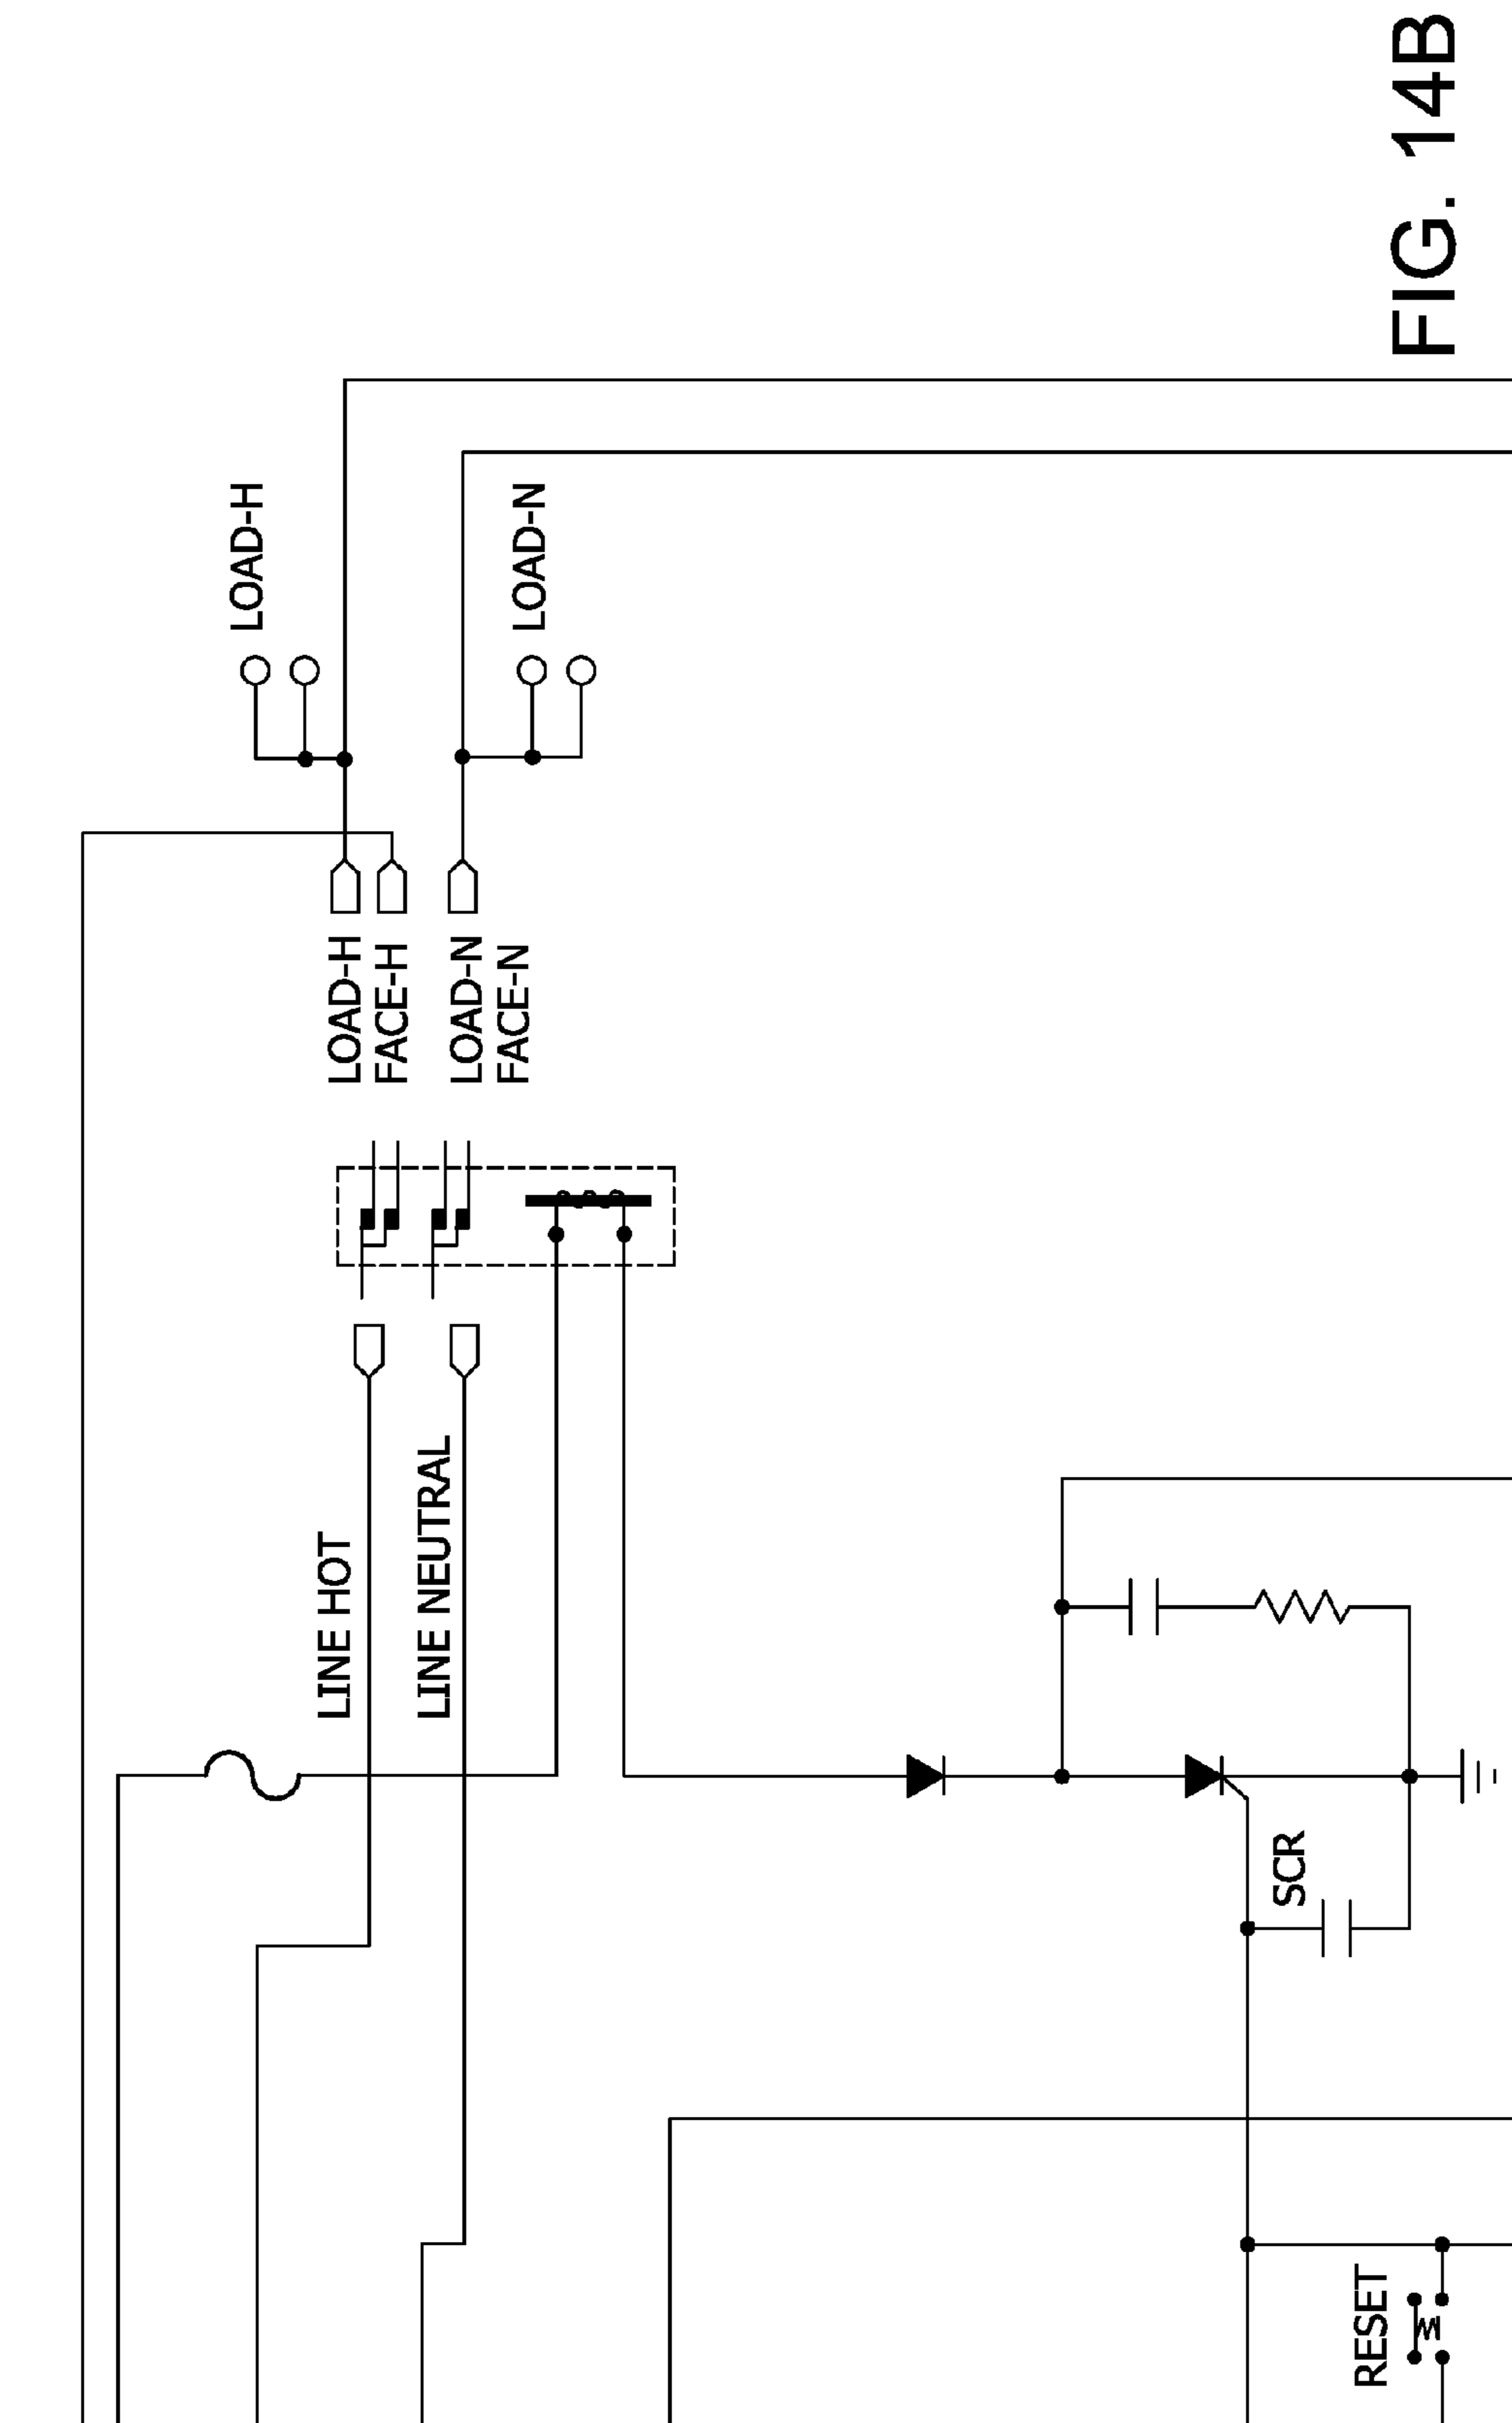 LINE HOT
LINE NEUTRAL
LOAD-H
FACE-H
LOAD-N
FACE-N
LOAD-H
LOAD-N
SCR
RESET
FIG. 14B